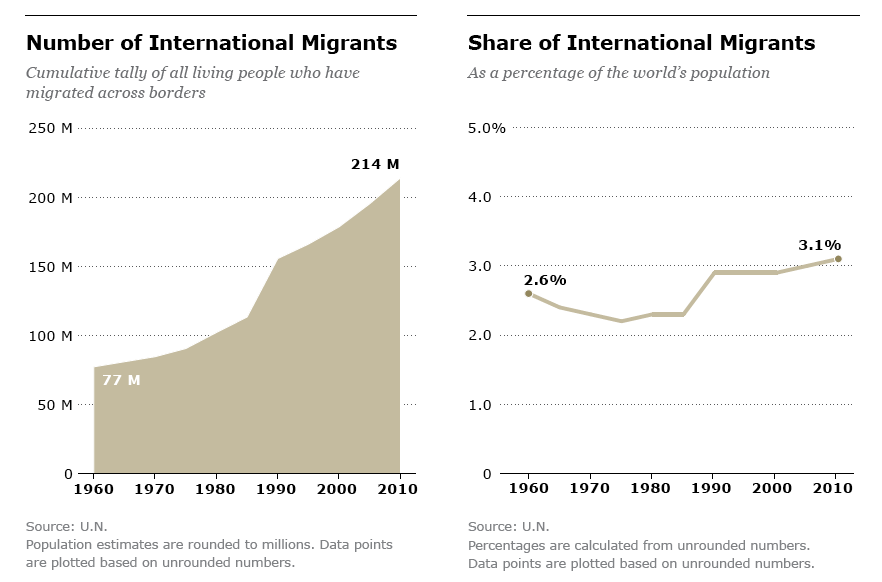 Number of International Migrants
Cumulative tally of all living people who have
migrated across borders
250 M
200 M
150 M
100 M
50 M
0
214 M
77 M
1960 1970 1980 1990 2000 2010
Source: U.N.
Population estimates are rounded to millions. Data points
are plotted based on unrounded numbers.
Share of International Migrants
As a percentage of the world’s population
5.0%
4.0
3.0
2.0
1.0
0
2.6%
3.1%
1960 1970 1980 1990 2000 2010
Source: U.N.
Percentages are calculated from unrounded numbers.
Data points are plotted based on unrounded numbers.